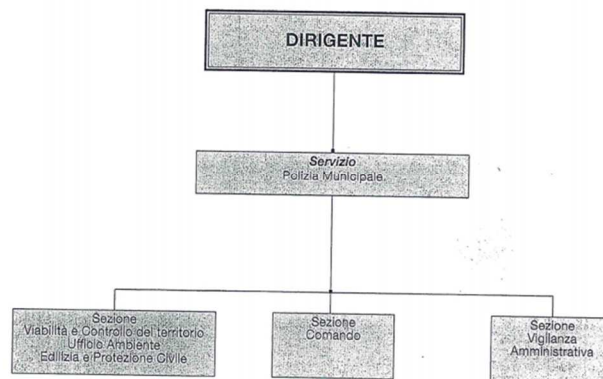 DIRIGENTE
Servizio
Polizia Municipale.
Sezione
Viabilità e Controllo del territorio
Ufficio Ambiente
Edilizia e Protezione Civile
Sezione
Comando
Sezione
Vigilanza
Amministrativa